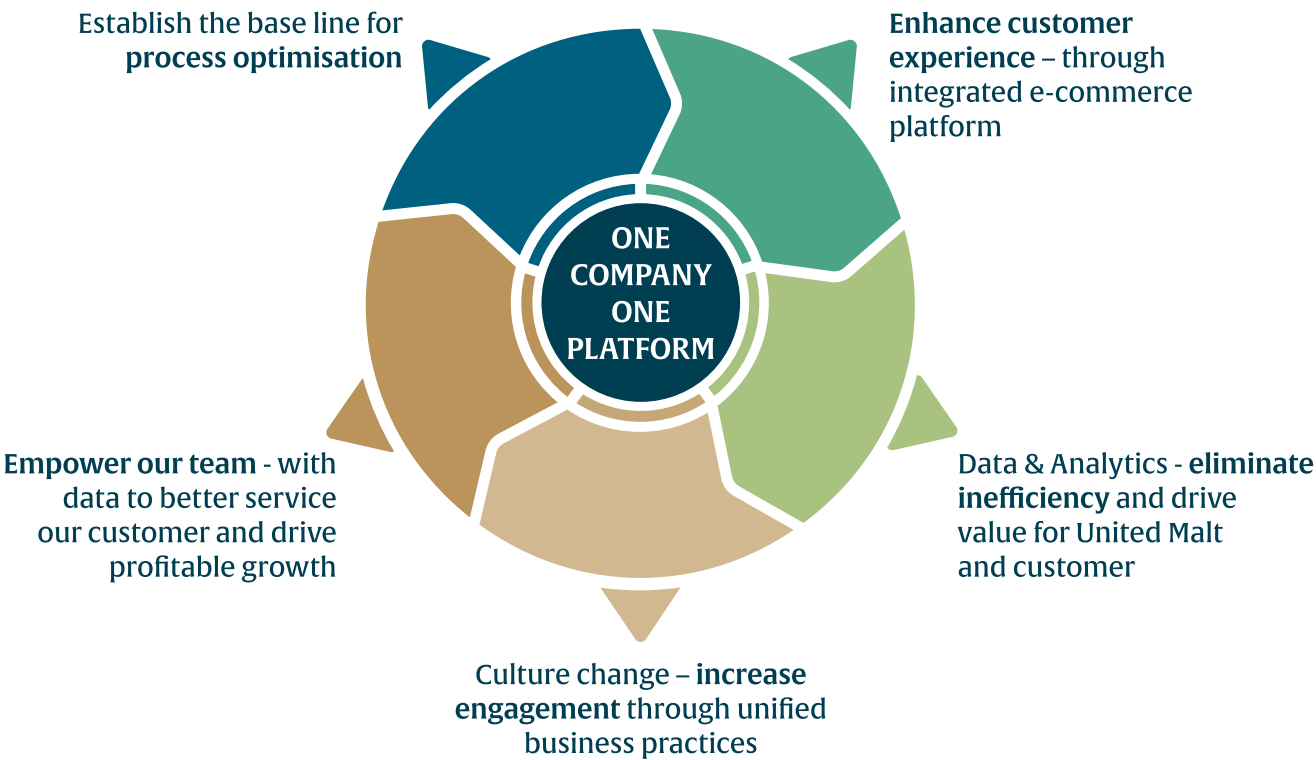 Establish the base line for
process optimisation
Enhance customer
experience – through
integrated e-commerce
platform
ONE
COMPANY
ONE
PLATFORM
Empower our team - with
data to better service
our customer and drive
profitable growth
Data & Analytics - eliminate
inefficiency and drive
value for United Malt
and customer
Culture change – increase
engagement through unified
business practices